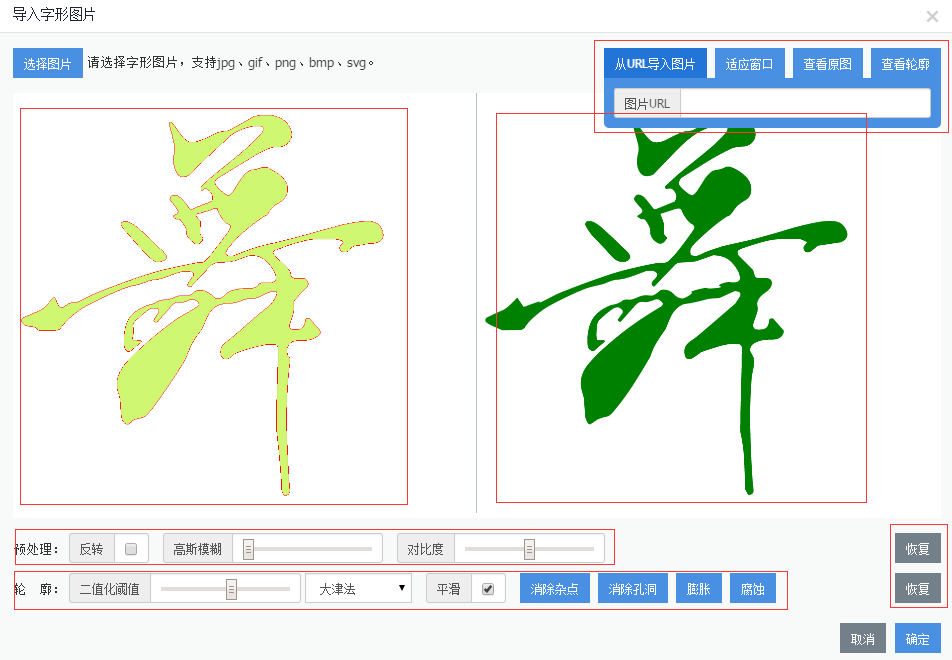 导入字形图片
×
选择图片 请选择字形图片，支持jpg、gif、png、bmp、svg。
从URL导入图片 适应窗口 查看原图 查看轮廓
图片URL
舞
预处理： 反转 高斯模糊 对比度 恢复
轮 廓： 二值化阈值 大津法 平滑 消除杂点 消除孔洞 膨胀 腐蚀 恢复
取消 确定